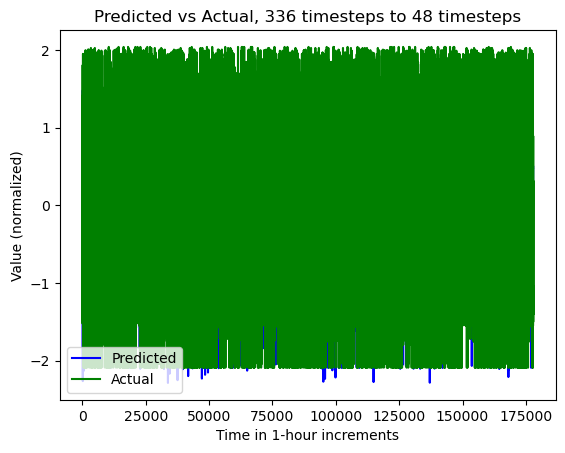 Predicted vs Actual, 336 timesteps to 48 timesteps
Value (normalized)
2
1
0
−1
−2
Predicted
Actual
0 25000 50000 75000 100000 125000 150000 175000
Time in 1-hour increments